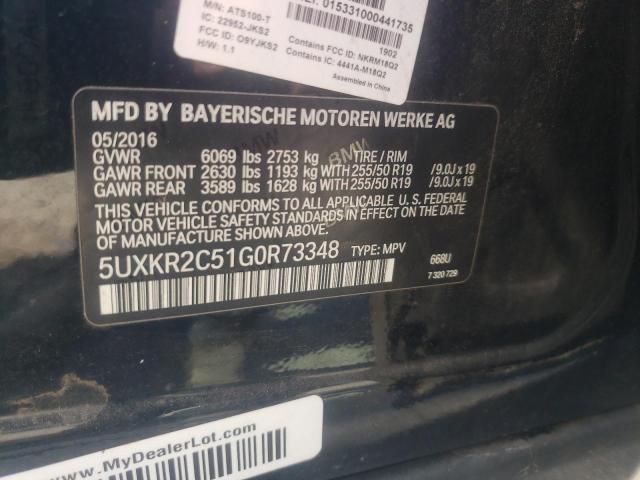 015331000441735
M/N: ATS100-T
IC: 22952-JKS2
FCC ID: O9YJKS2
H/W: 1.1
1902
Contains FCC ID: NKRM18Q2
Contains IC: 4441A-M18Q2
Assembled in China
MFD BY BAYERISCHE MOTOREN WERKE AG
05/2016
GVWR 6069 lbs 2753 kg TIRE / RIM
GAWR FRONT 2630 lbs 1193 kg WITH 255/50 R19 /9.0J x 19
GAWR REAR 3589 lbs 1628 kg WITH 255/50 R19 /9.0J x 19
THIS VEHICLE CONFORMS TO ALL APPLICABLE U. S. FEDERAL
MOTOR VEHICLE SAFETY STANDARDS IN EFFECT ON THE DATE OF
MANUFACTURE SHOWN ABOVE.
5UXKR2C51G0R73348 TYPE: MPV 668U
7 320 729
www.
MyDealerLot.com